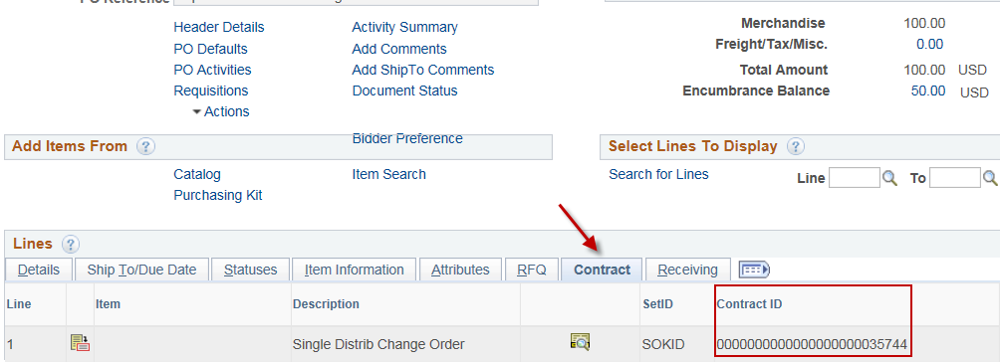 PO Reference
Header Details Activity Summary
PO Defaults Add Comments
PO Activities Add ShipTo Comments
Requisitions Document Status
Actions
Bidder Preference
Merchandise 100.00
Freight/Tax/Misc. 0.00
Total Amount 100.00 USD
Encumbrance Balance 50.00 USD
Add Items From ?
Catalog Item Search
Purchasing Kit
Select Lines To Display ?
Search for Lines Line To
Lines ?
Details Ship To/Due Date Statuses Item Information Attributes RFQ Contract Receiving
Line Item Description SetID Contract ID
1 Single Distrib Change Order SOKID 0000000000000000000035744